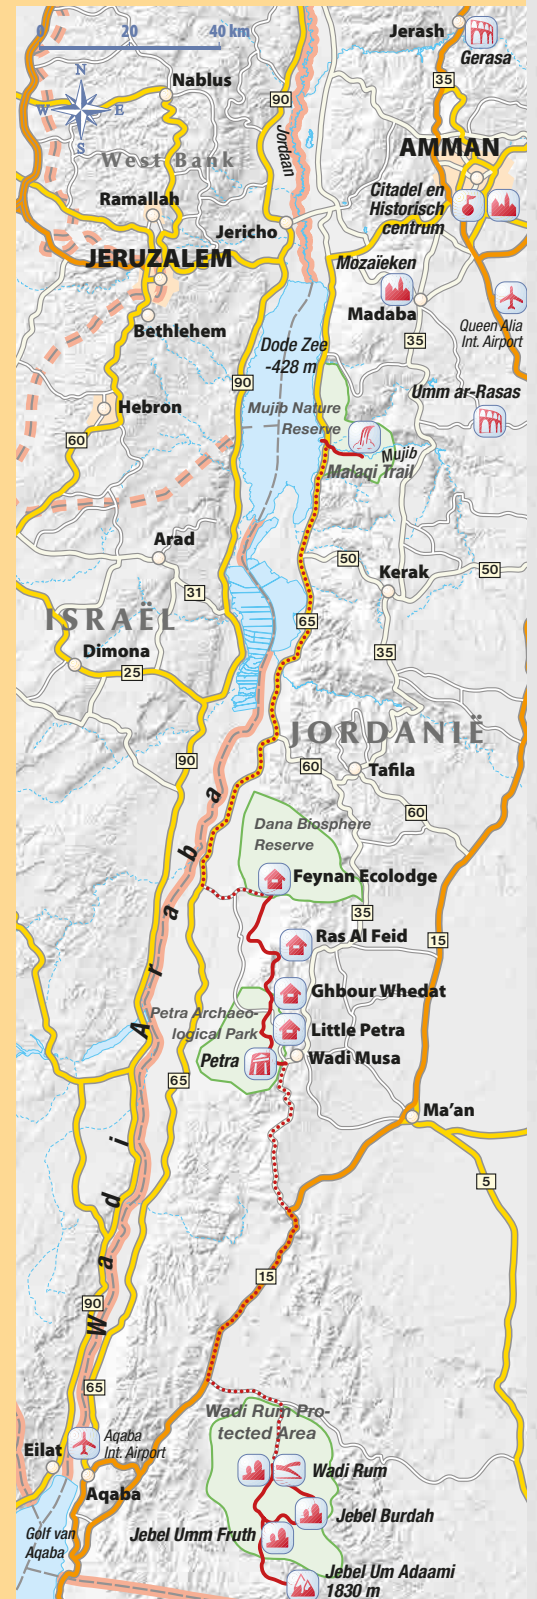 0 20 40 km
Jerash
Gerasa
N
W E
S
Nablus
35
90
Jordaan
West Bank
AMMAN
Citadel en
Historisch
centrum
Ramallah
Jericho
JERUZALEM
Mozaïeken
Madaba
Queen Alia
Int. Airport
Bethlehem
Dode Zee
-428 m
35
90
Umm ar-Rasas
Hebron
Mujib Nature
Reserve
60
Mujib
Malaqi Trail
Arad
50
50
Kerak
31
ISRAËL
65
Dimona
35
25
JORDANIË
90
60
Tafila
60
Dana Biosphere
Reserve
Feynan Ecolodge
35
Ras Al Feid
15
Ghbour Whedat
Petra Archaeo-
logical Park
Little Petra
Petra
Wadi Musa
65
Ma'an
Wadi Araba
5
15
90
65
Wadi Rum Pro-
tected Area
Aqaba
Int. Airport
Eilat
Wadi Rum
Aqaba
Jebel Burdah
Golf van
Aqaba
Jebel Umm Fruth
Jebel Um Adaami
1830 m